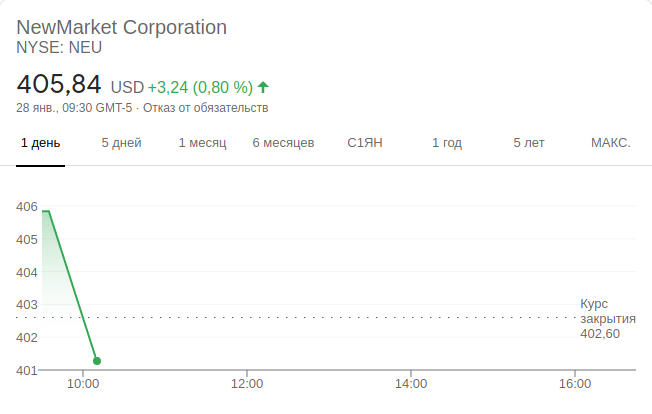 NewMarket Corporation
NYSE: NEU
405,84 USD +3,24 (0,80 %)
28 янв., 09:30 GMT-5 · Отказ от обязательств
1 день 5 дней 1 месяц 6 месяцев С1ЯН 1 год 5 лет МАКС.
406
405
404
403
402
401
Курс
закрытия
402,60
10:00 12:00 14:00 16:00